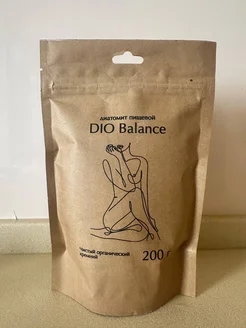 диатомит пищевой
DIO Balance
Чистый органический
кремний
200 г